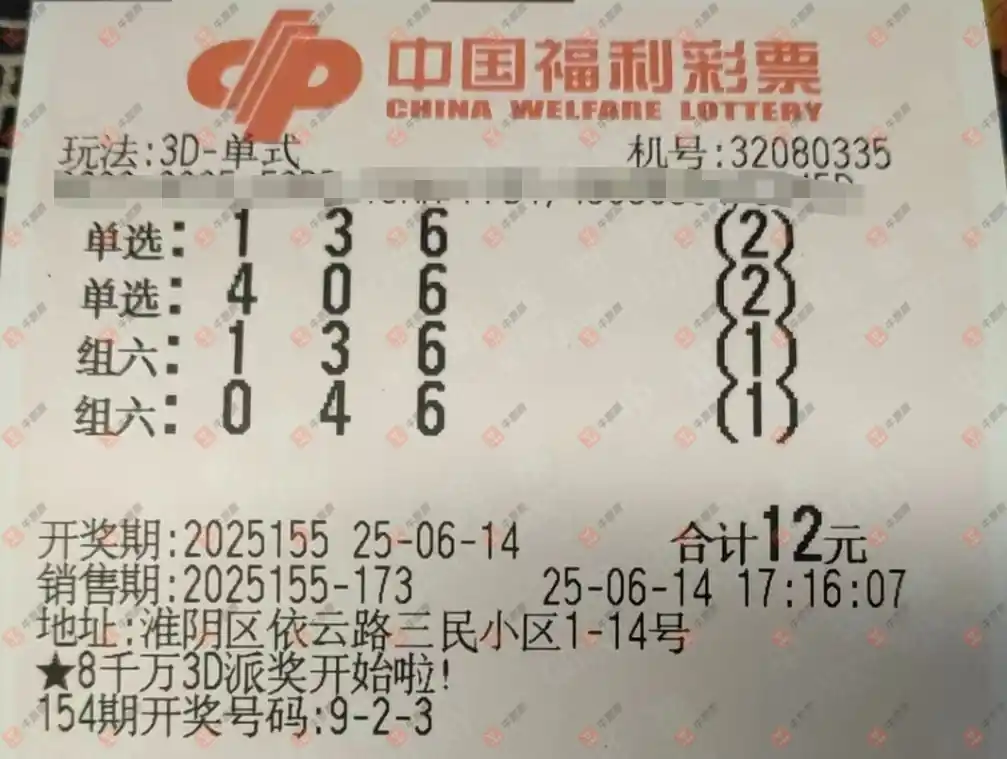 中国福利彩票
CHINA WELFARE LOTTERY
玩法:3D-单式 机号:32080335
单选: 1 3 6 (2)
单选: 4 0 6 (2)
组六: 1 3 6 (1)
组六: 0 4 6 (1)
开奖期:2025155 25-06-14 合计12元
销售期:2025155-173 25-06-14 17:16:07
地址:淮阴区依云路三民小区1-14号
★8千万3D派奖开始啦!
154期开奖号码:9-2-3